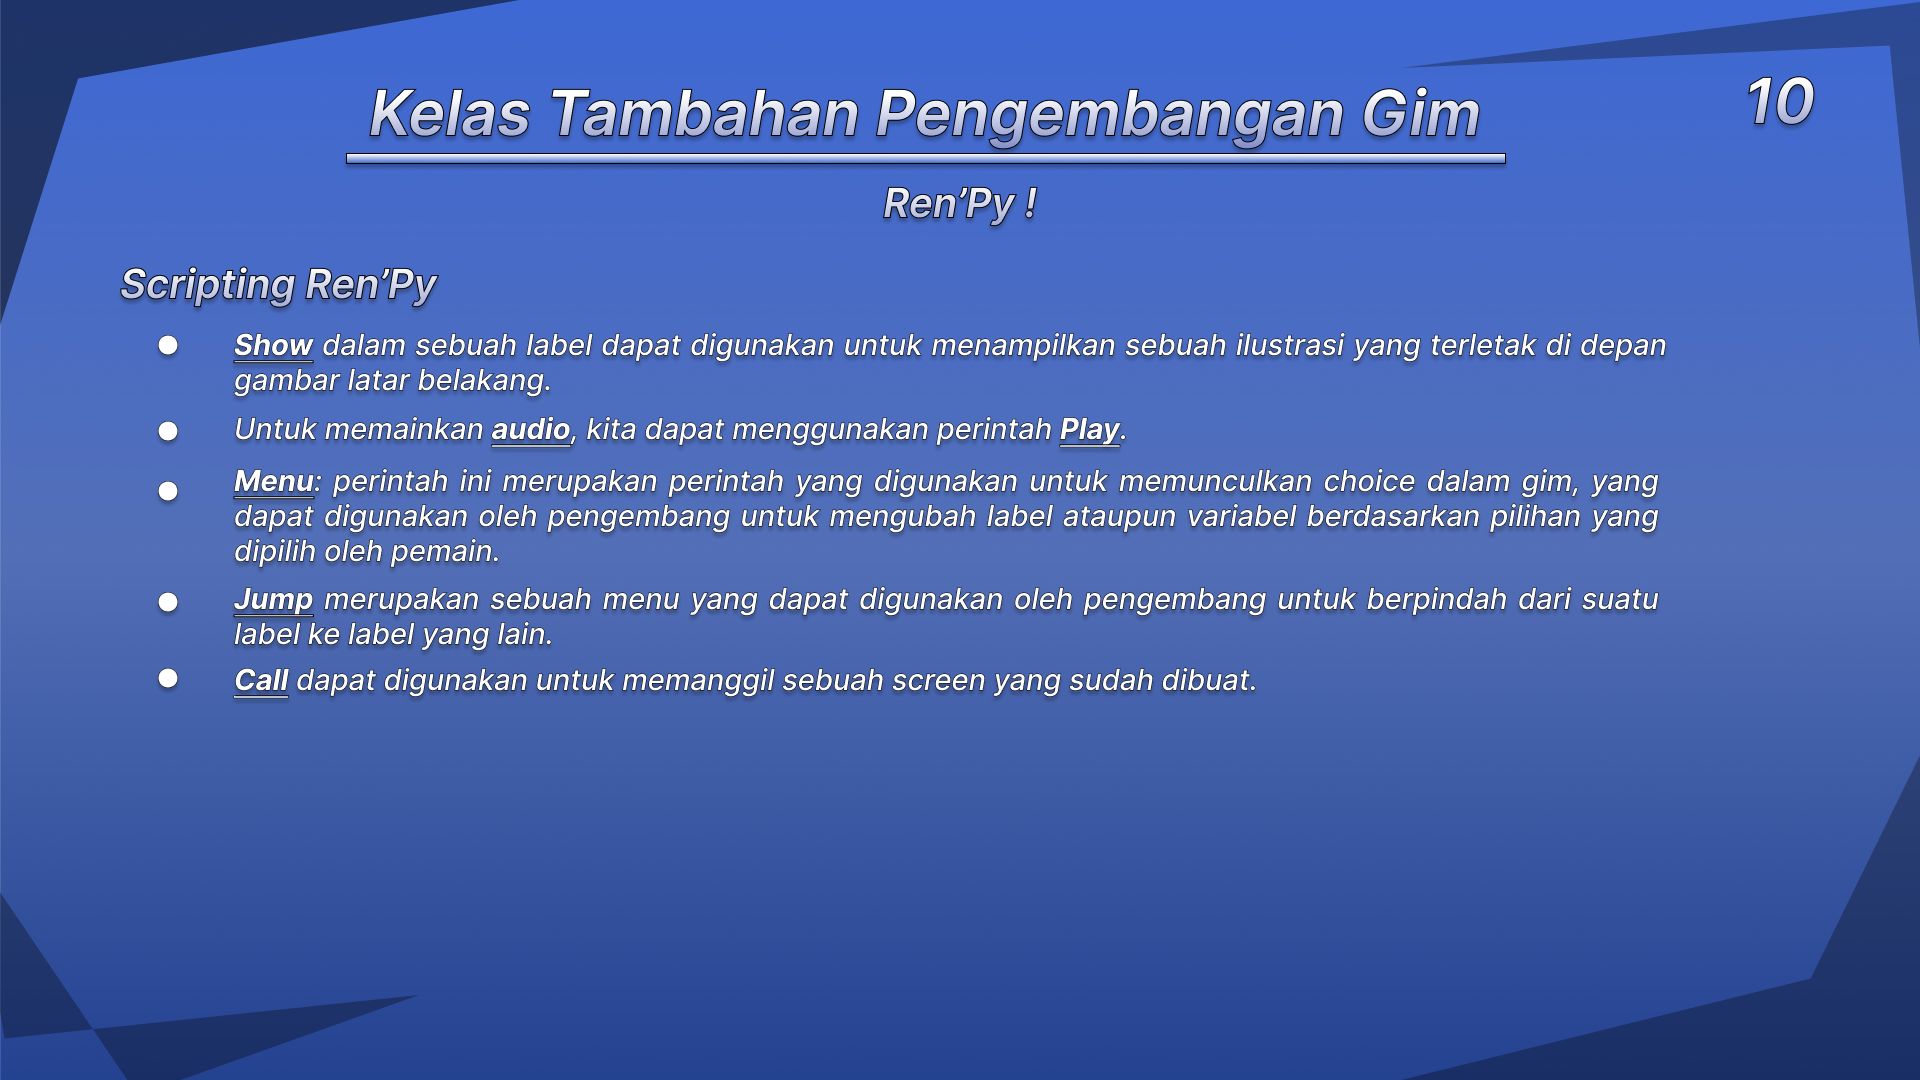 Kelas Tambahan Pengembangan Gim
10
Ren’Py !
Scripting Ren’Py
● Show dalam sebuah label dapat digunakan untuk menampilkan sebuah ilustrasi yang terletak di depan
gambar latar belakang.
● Untuk memainkan audio, kita dapat menggunakan perintah Play.
● Menu: perintah ini merupakan perintah yang digunakan untuk memunculkan choice dalam gim, yang
dapat digunakan oleh pengembang untuk mengubah label ataupun variabel berdasarkan pilihan yang
dipilih oleh pemain.
● Jump merupakan sebuah menu yang dapat digunakan oleh pengembang untuk berpindah dari suatu
label ke label yang lain.
● Call dapat digunakan untuk memanggil sebuah screen yang sudah dibuat.